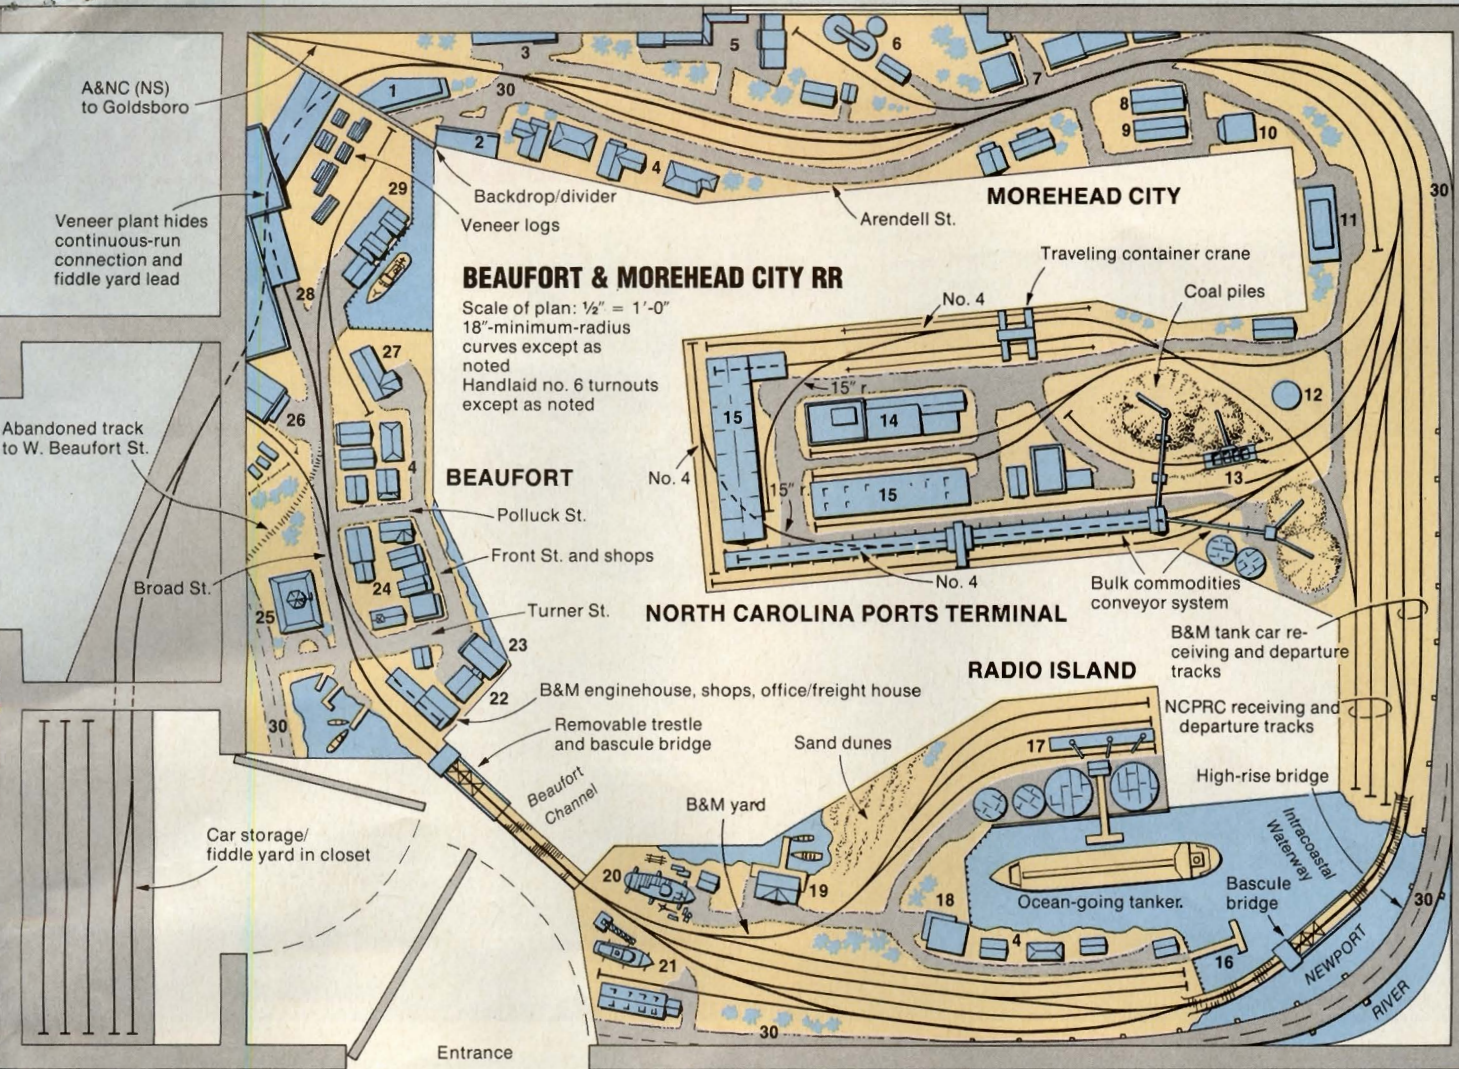 A&NC (NS)
to Goldsboro
1
2
3
30
4
5
6
7
8
9
10
11
30
29
28
27
26
Backdrop/divider
Veneer logs
Arendell St.
MOREHEAD CITY
Veneer plant hides
continuous-run
connection and
fiddle yard lead
BEAUFORT & MOREHEAD CITY RR
Scale of plan: ½" = 1'-0"
18"-minimum-radius
curves except as
noted
Handlaid no. 6 turnouts
except as noted
Traveling container crane
Coal piles
No. 4
15" r.
15
14
12
13
No. 4
15" r.
15
No. 4
Bulk commodities
conveyor system
NORTH CAROLINA PORTS TERMINAL
Abandoned track
to W. Beaufort St.
BEAUFORT
4
Polluck St.
Front St. and shops
Broad St.
24
25
Turner St.
23
22
30
B&M enginehouse, shops, office/freight house
Removable trestle
and bascule bridge
Beaufort
Channel
B&M tank car re-
ceiving and departure
tracks
RADIO ISLAND
NCPRC receiving and
departure tracks
17
Sand dunes
High-rise bridge
B&M yard
Intracoastal
Waterway
Car storage/
fiddle yard in closet
20
19
18
Ocean-going tanker.
Bascule
bridge
30
4
16
NEWPORT
RIVER
21
30
Entrance